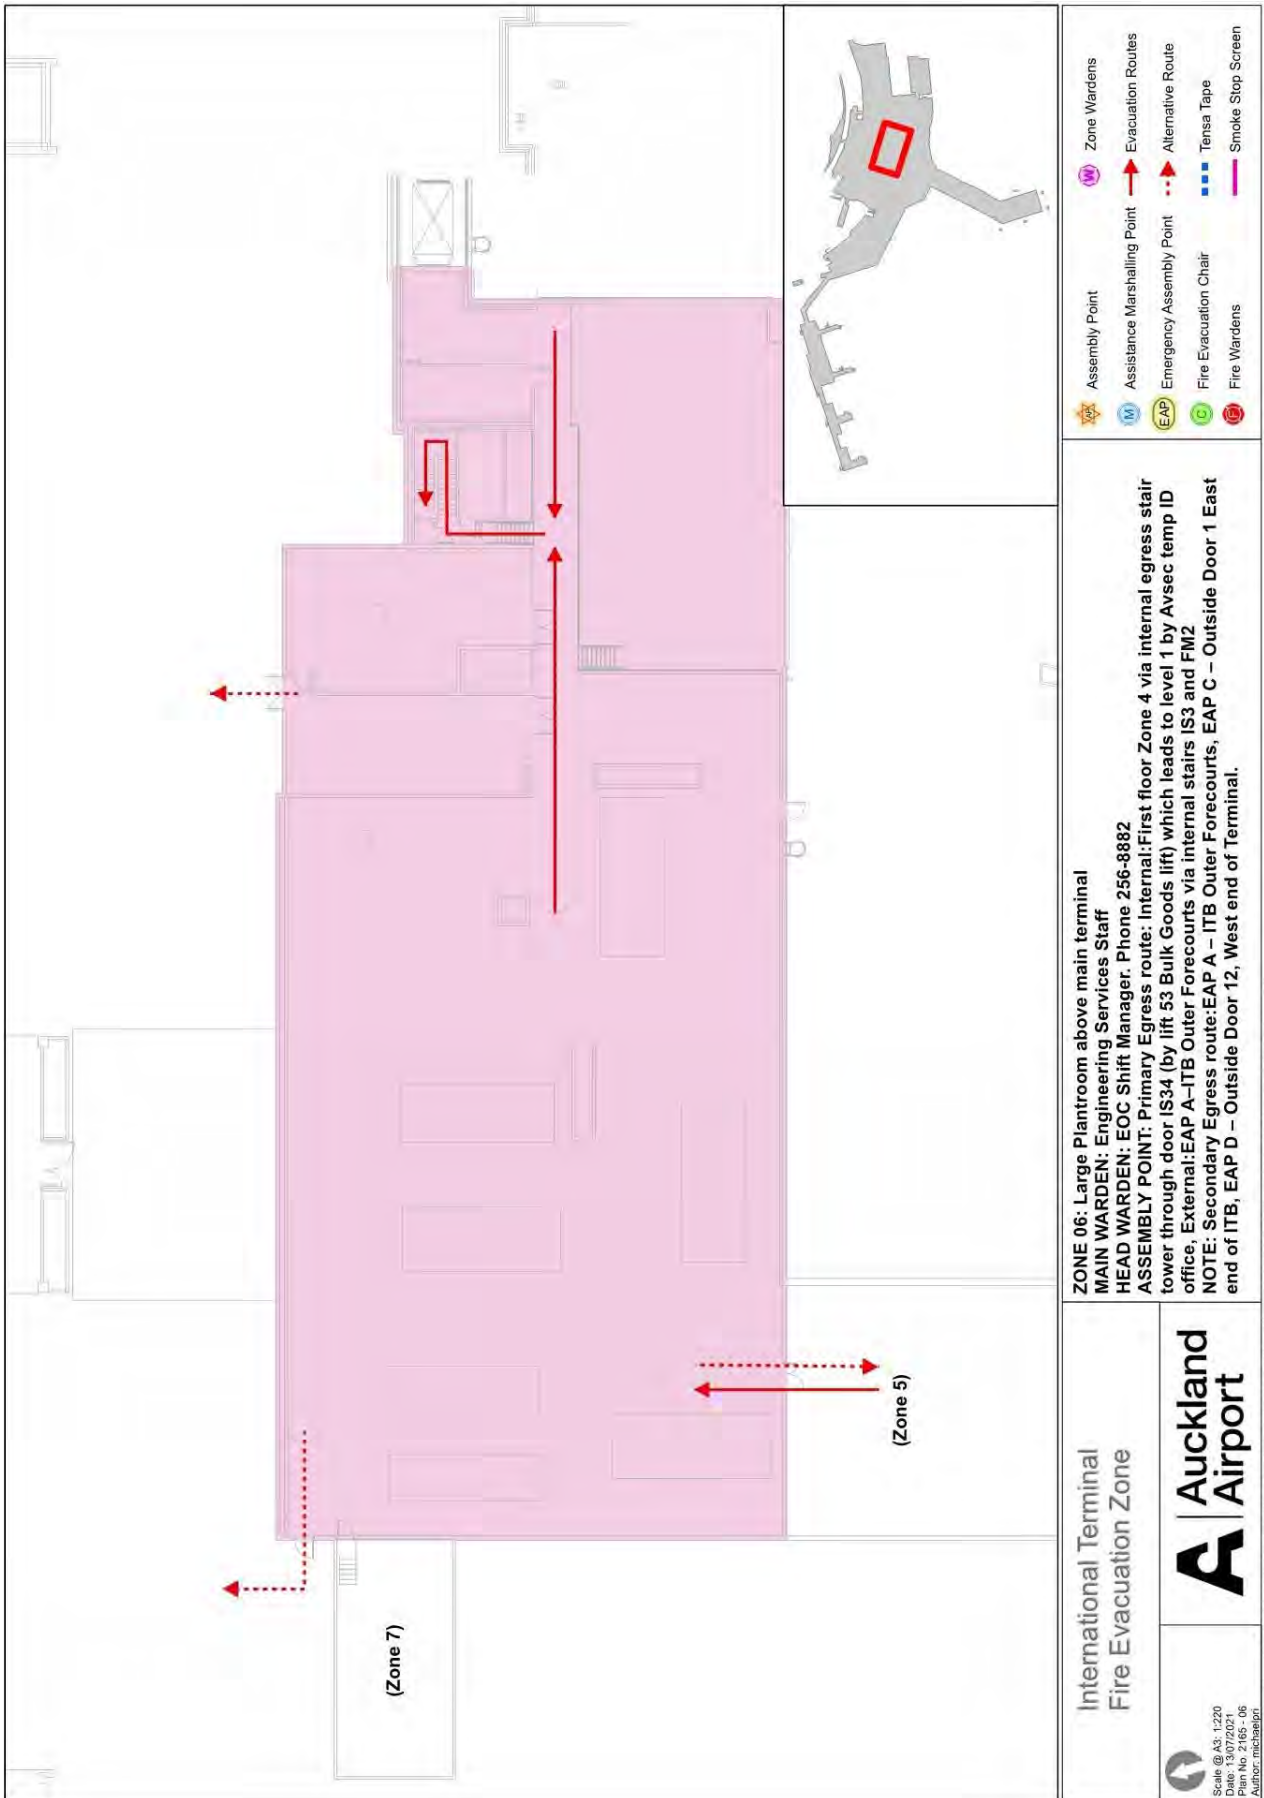 (Zone 7)
(Zone 5)
International Terminal
Fire Evacuation Zone
Scale @ A3: 1:220
Date: 13/07/2021
Plan No. 2165 - 06
Author: michaelpri
Auckland
Airport
ZONE 06: Large Plantroom above main terminal
MAIN WARDEN: Engineering Services Staff
HEAD WARDEN: EOC Shift Manager. Phone 256-8882
ASSEMBLY POINT: Primary Egress route: Internal:First floor Zone 4 via internal egress stair
tower through door IS34 (by lift 53 Bulk Goods lift) which leads to level 1 by Avsec temp ID
office, External:EAP A–ITB Outer Forecourts via internal stairs IS3 and FM2
NOTE: Secondary Egress route:EAP A – ITB Outer Forecourts, EAP C – Outside Door 1 East
end of ITB, EAP D – Outside Door 12, West end of Terminal.
AP Assembly Point
M Assistance Marshalling Point
EAP Emergency Assembly Point
C Fire Evacuation Chair
F Fire Wardens
W Zone Wardens
Evacuation Routes
Alternative Route
Tensa Tape
Smoke Stop Screen